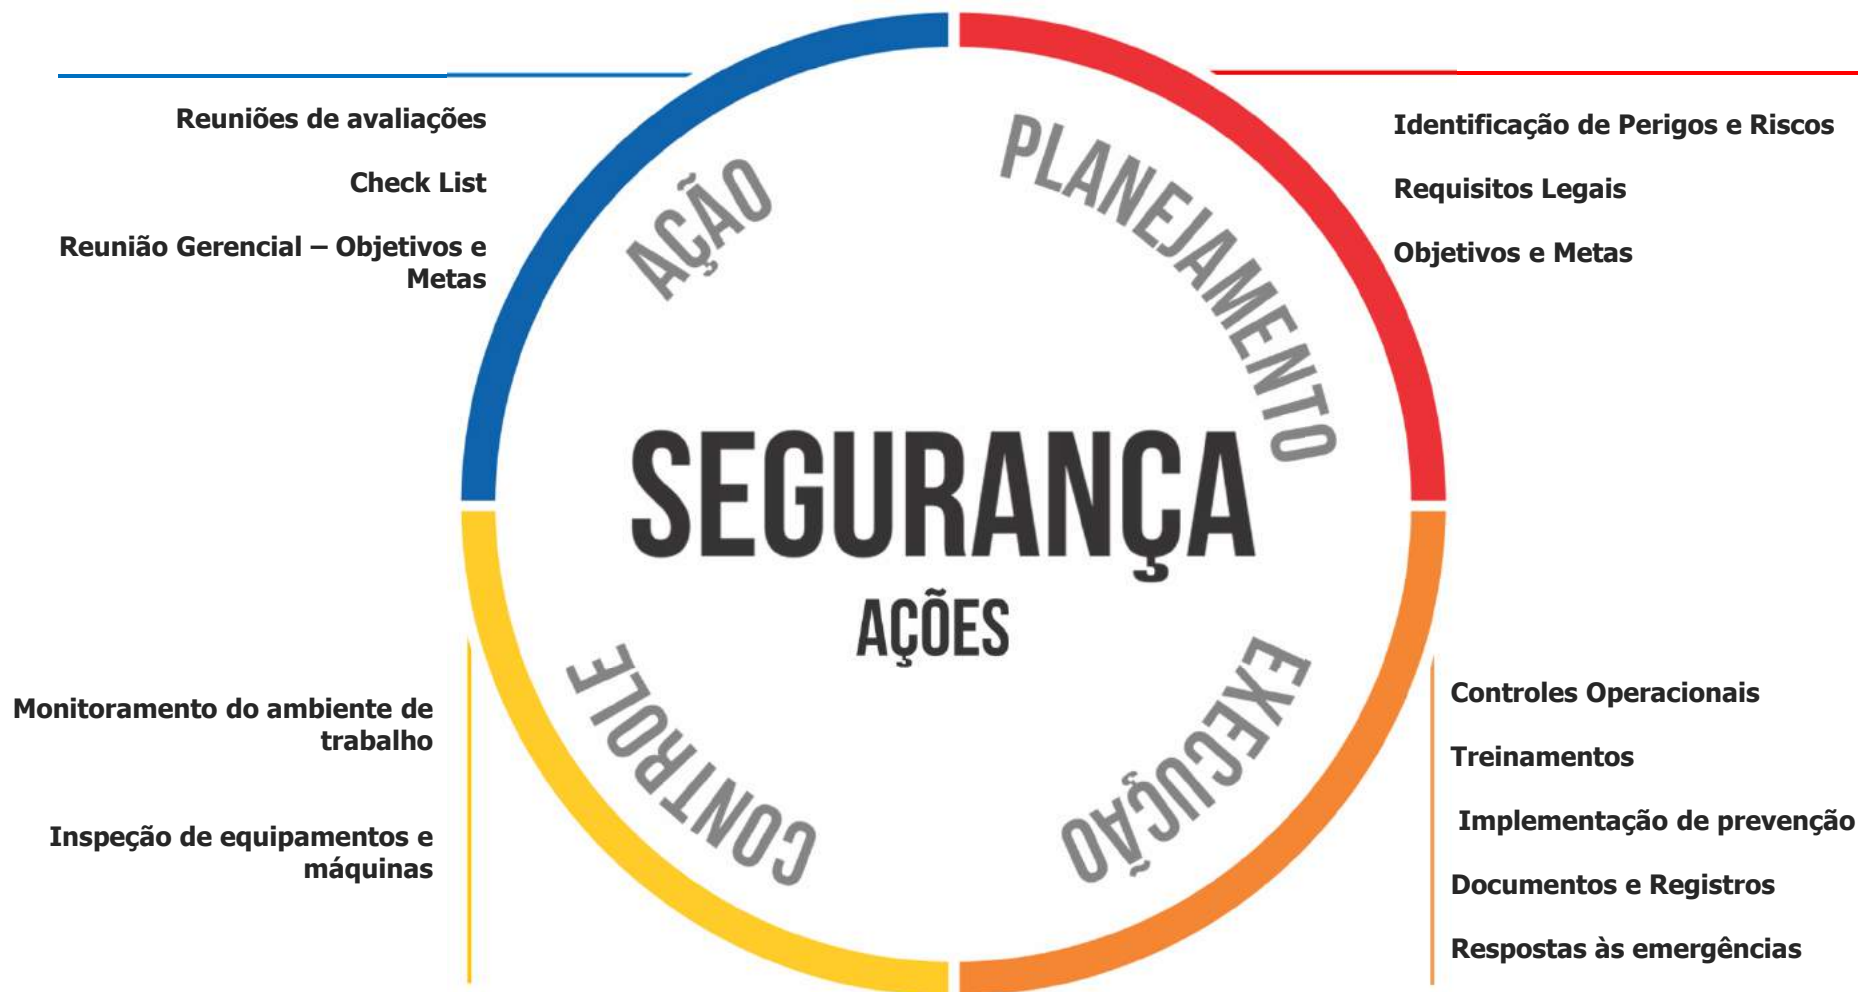 Reuniões de avaliações
Check List
Reunião Gerencial – Objetivos e
Metas
AÇÃO
PLANEJAMENTO
Identificação de Perigos e Riscos
Requisitos Legais
Objetivos e Metas
SEGURANÇA
AÇÕES
CONTROLE
EXECUÇÃO
Monitoramento do ambiente de
trabalho
Inspeção de equipamentos e
máquinas
Controles Operacionais
Treinamentos
Implementação de prevenção
Documentos e Registros
Respostas às emergências